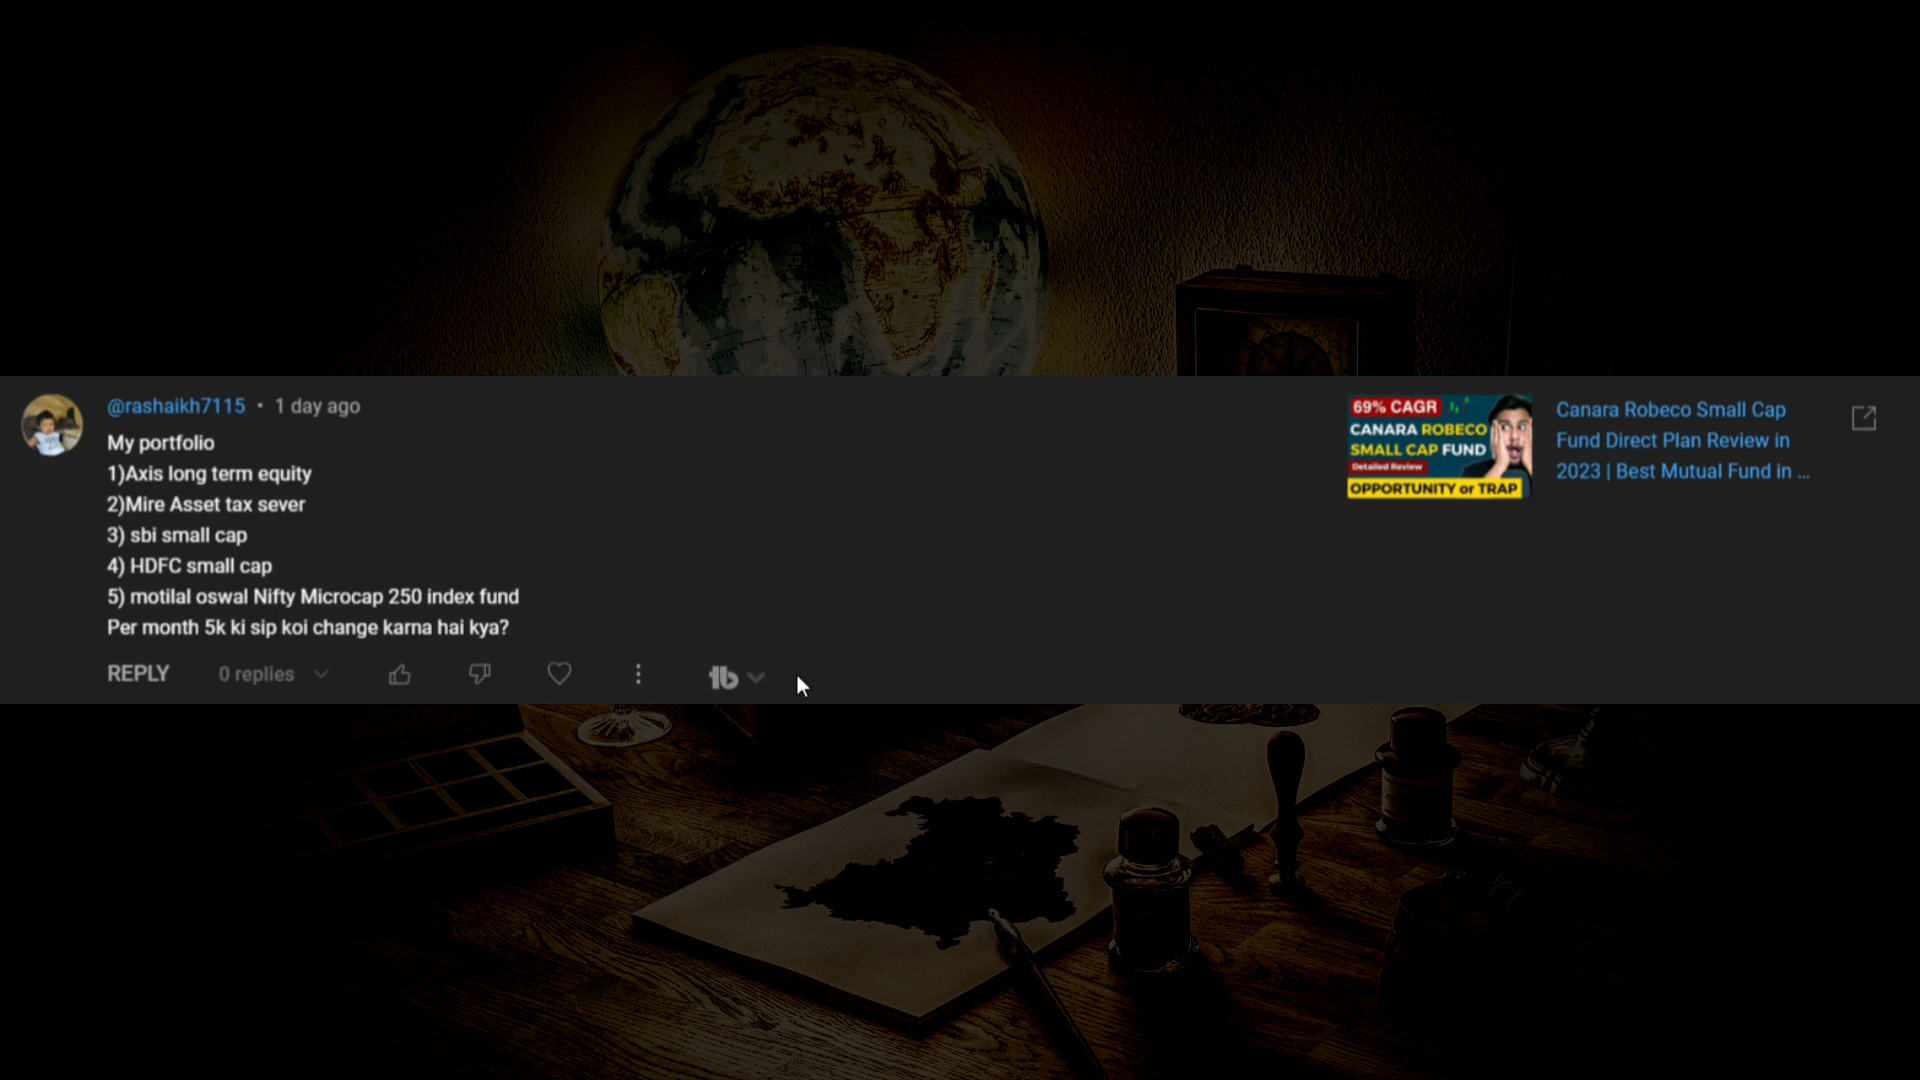 @rashaikh7115 • 1 day ago
My portfolio
1)Axis long term equity
2)Mire Asset tax sever
3) sbi small cap
4) HDFC small cap
5) motilal oswal Nifty Microcap 250 index fund
Per month 5k ki sip koi change karna hai kya?
REPLY 0 replies
tb
69% CAGR
CANARA ROBECO
SMALL CAP FUND
Detailed Review
OPPORTUNITY or TRAP
Canara Robeco Small Cap
Fund Direct Plan Review in
2023 | Best Mutual Fund in ...